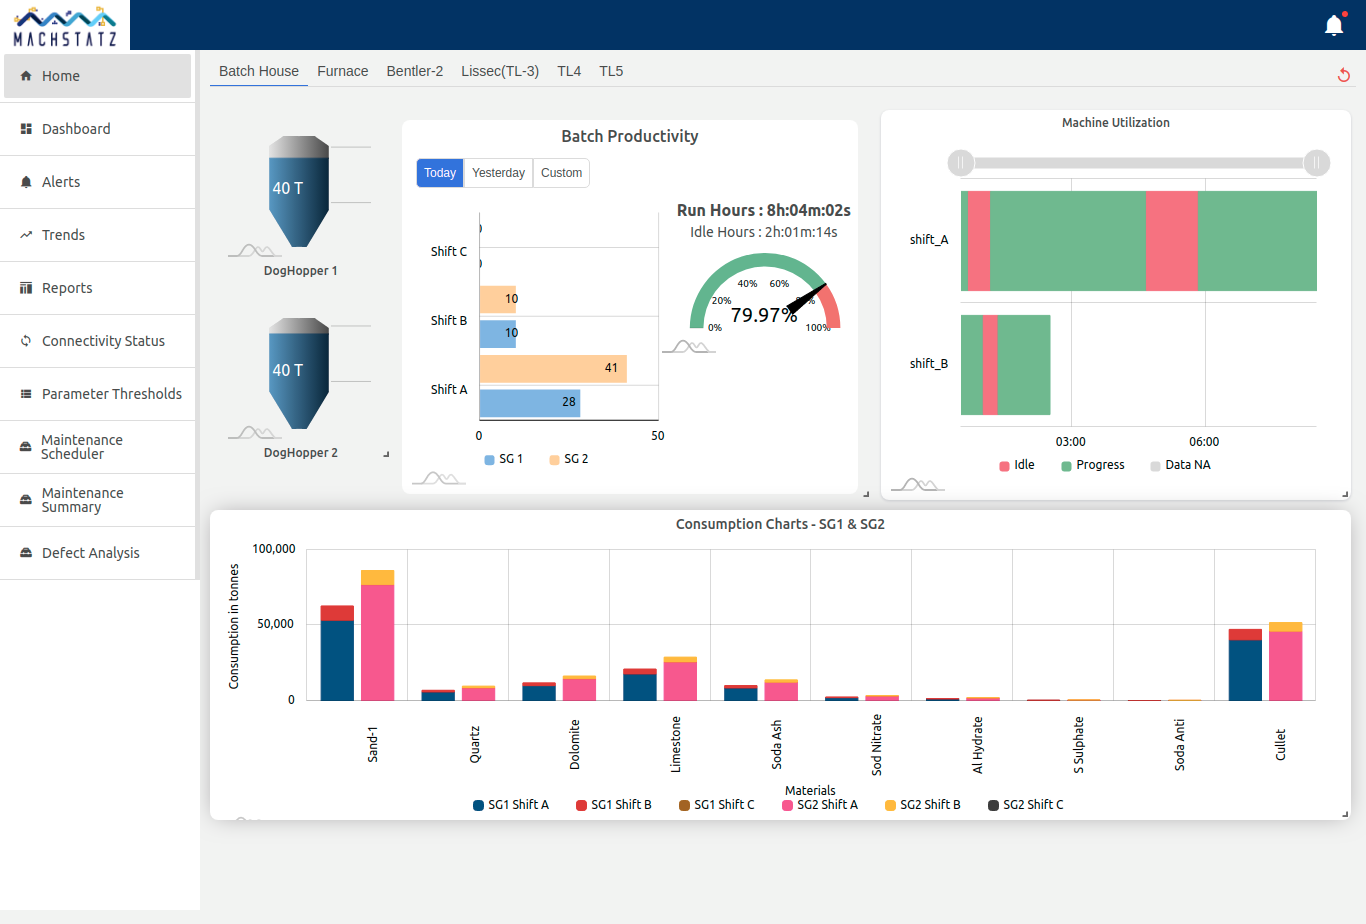 MACHSTATZ
Home
Dashboard
Alerts
Trends
Reports
Connectivity Status
Parameter Thresholds
Maintenance
Scheduler
Maintenance
Summary
Defect Analysis
Batch House Furnace Bentler-2 Lissec(TL-3) TL4 TL5
40 T
DogHopper 1
40 T
DogHopper 2
Batch Productivity
Today Yesterday Custom
Shift C
0
0
Shift B
10
10
Shift A
41
28
0 50
SG 1 SG 2
Run Hours : 8h:04m:02s
Idle Hours : 2h:01m:14s
0% 20% 40% 60% 80% 100%
79.97%
Machine Utilization
shift_A
shift_B
03:00 06:00
Idle Progress Data NA
Consumption Charts - SG1 & SG2
Consumption in tonnes
100,000
50,000
0
Sand-1 Quartz Dolomite Limestone Soda Ash Sod Nitrate Al Hydrate S Sulphate Soda Anti Cullet
Materials
SG1 Shift A SG1 Shift B SG1 Shift C SG2 Shift A SG2 Shift B SG2 Shift C